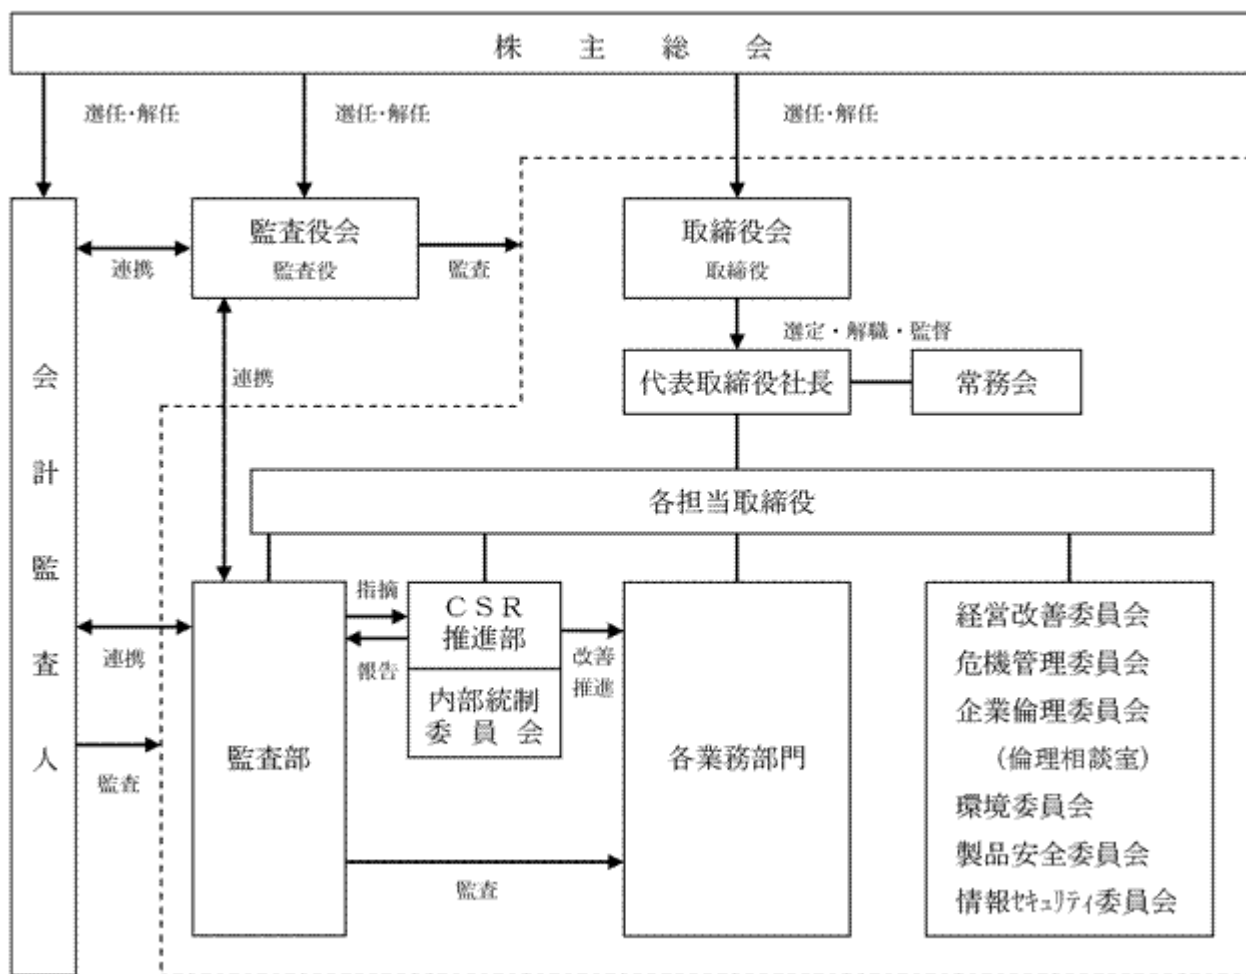 株主総会
選任・解任
選任・解任
選任・解任
監査役会
監査役
取締役会
取締役
連携
監査
選定・解職・監督
連携
代表取締役社長
常務会
会計監査人
各担当取締役
指摘
CSR
推進部
報告
改善
推進
内部統制
委員会
連携
監査
監査部
各業務部門
監査
経営改善委員会
危機管理委員会
企業倫理委員会
(倫理相談室)
環境委員会
製品安全委員会
情報ｾｷｭﾘﾃｨ委員会